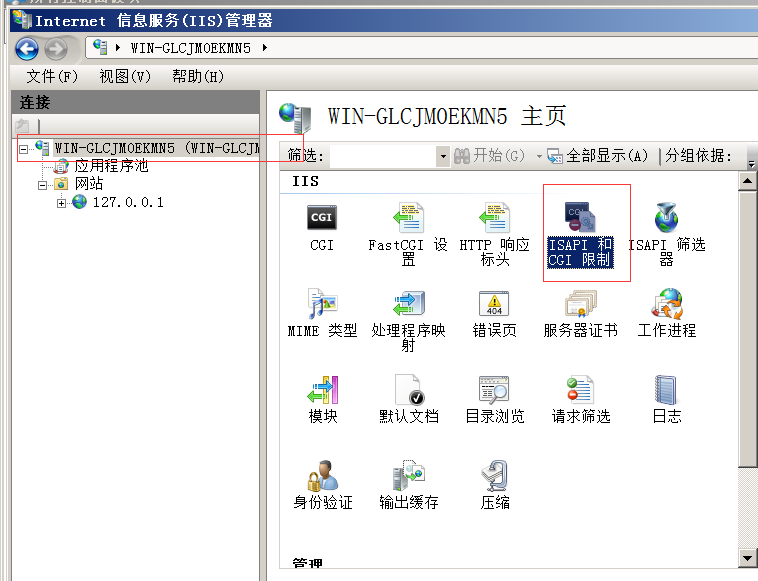 Internet 信息服务(IIS)管理器
WIN-GLCJMOEKMN5
文件(F) 视图(V) 帮助(H)
连接
WIN-GLCJMOEKMN5 主页
WIN-GLCJMOEKMN5 (WIN-GLCJM
应用程序池
网站
127.0.0.1
筛选: 开始(G) 全部显示(A) 分组依据:
IIS
CGI
CGI
FastCGI 设
置
HTTP 响应
标头
ISAPI 和
CGI 限制
ISAPI 筛选
器
MIME 类型
处理程序映
射
404
错误页
服务器证书
工作进程
模块
默认文档
目录浏览
请求筛选
日志
身份验证
输出缓存
压缩
管理